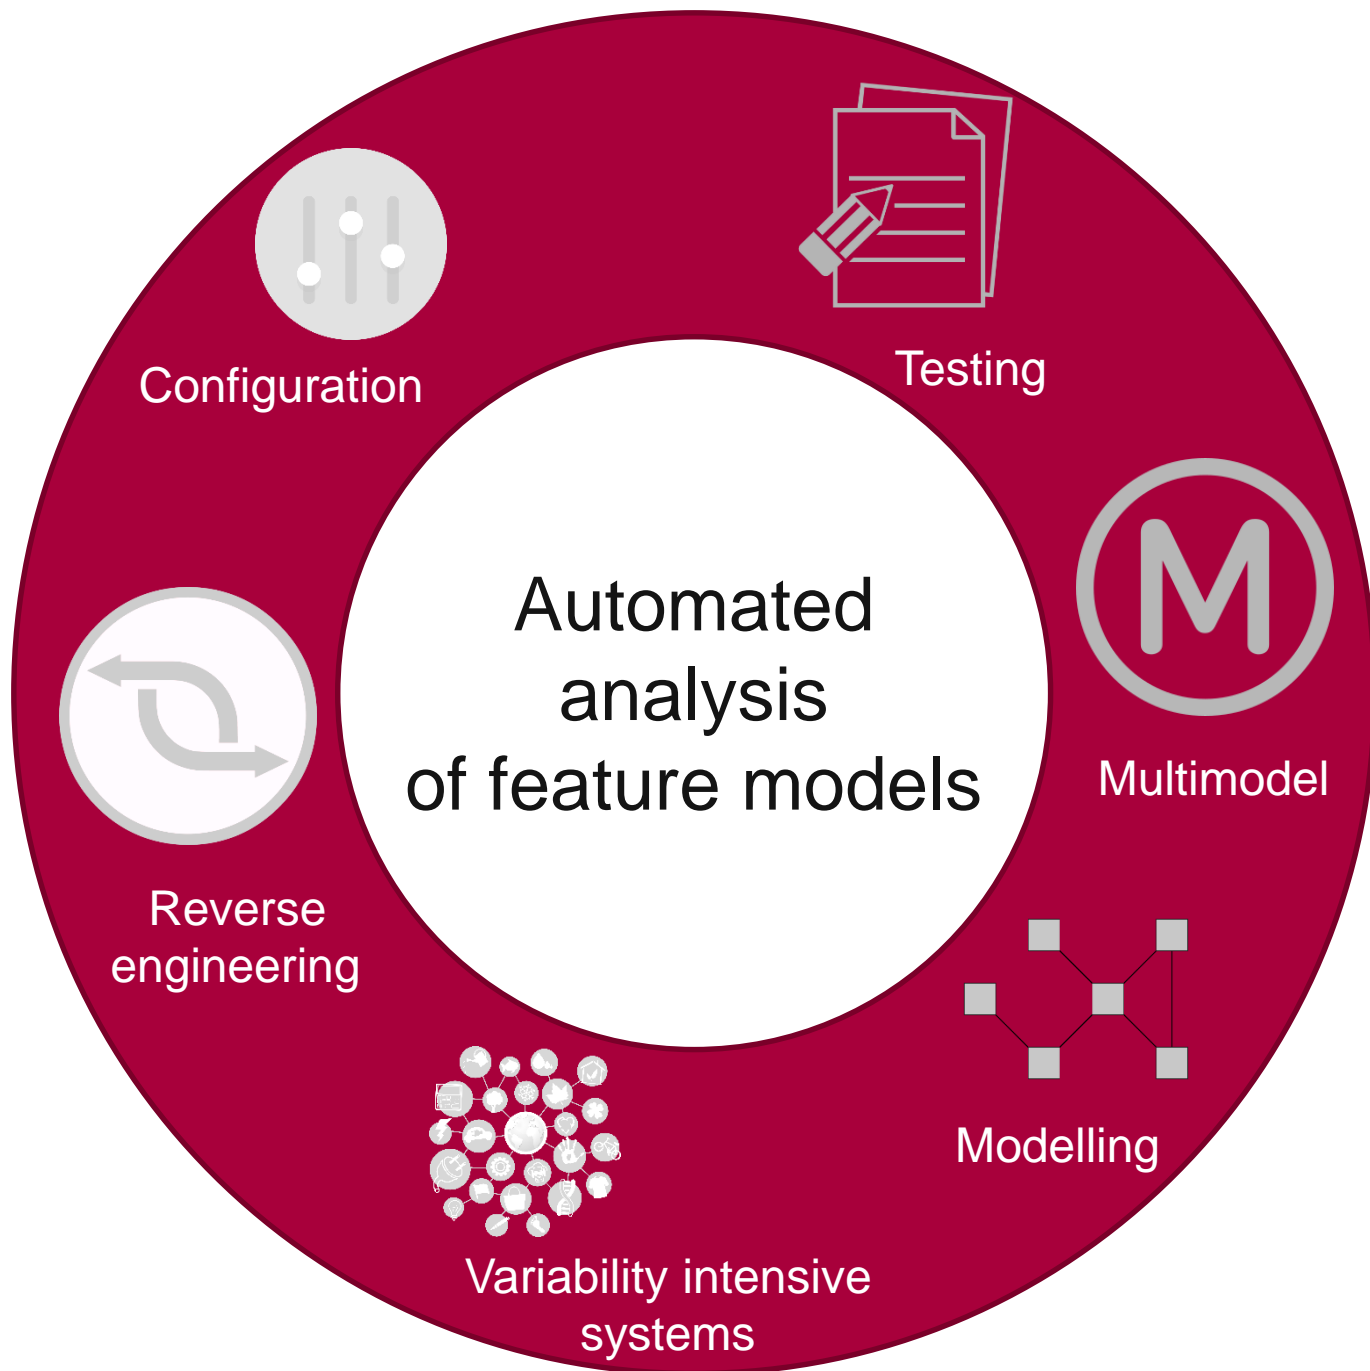 Configuration
Testing
Automated
analysis
of feature models
M
Multimodel
Reverse
engineering
Modelling
Variability intensive
systems